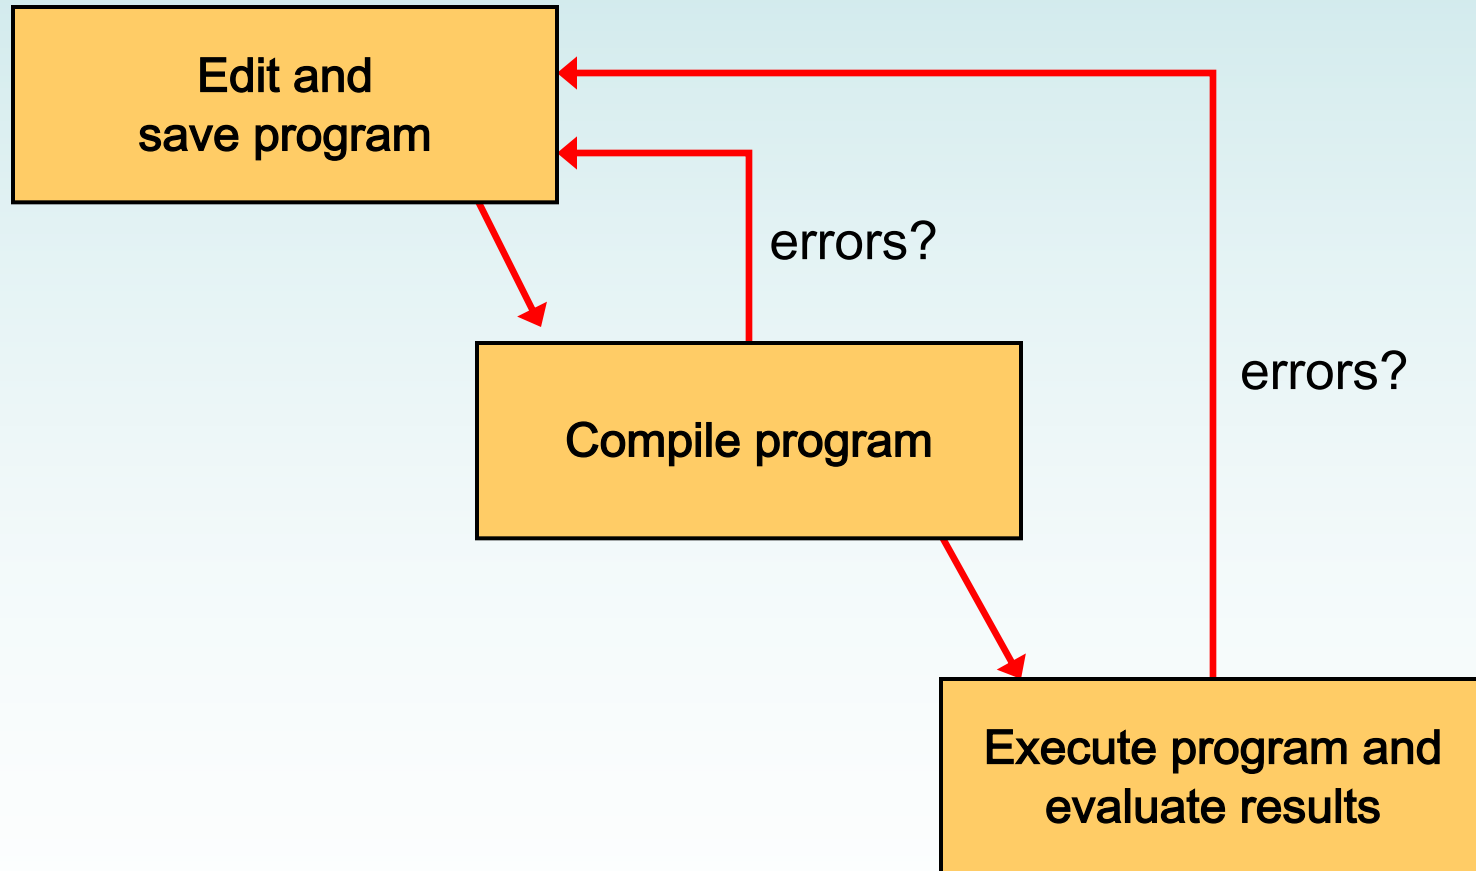 Edit and
save program
errors?
errors?
Compile program
Execute program and
evaluate results